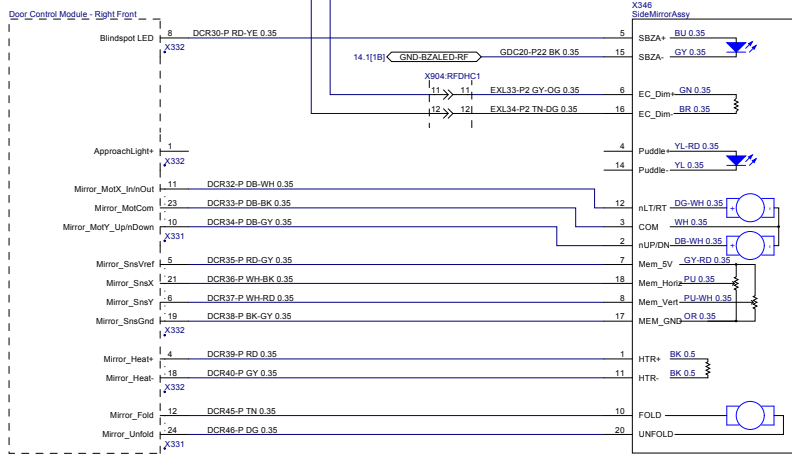 X346
Door Control Module - Right Front SideMirrorAssy
Blindspot LED 8 DCR30-P RD-YE 0.35 5 SBZA+ BU 0.35
X332
14.1[1B] GND-BZALED-RF GDC20-P22 BK 0.35 15 SBZA- GY 0.35
X904:RFDHC1
11 11 EXL33-P2 GY-OG 0.35 6 EC_Dim+ GN 0.35
12 12 EXL34-P2 TN-DG 0.35 16 EC_Dim- BR 0.35
ApproachLight+ 1 4 Puddle+ YL-RD 0.35
X332
14 Puddle- YL 0.35
Mirror_MotX_In/nOut 11 DCR32-P DB-WH 0.35
Mirror_MotCom 23 DCR33-P DB-BK 0.35 12 nLT/RT DG-WH 0.35 + -
Mirror_MotY_Up/nDown 10 DCR34-P DB-GY 0.35 3 COM WH 0.35
X331
2 nUP/DN DB-WH 0.35 + -
Mirror_SnsVref 5 DCR35-P RD-GY 0.35 7 Mem_5V GY-RD 0.35
Mirror_SnsX 21 DCR36-P WH-BK 0.35 18 Mem_Horiz PU 0.35
Mirror_SnsY 6 DCR37-P WH-RD 0.35 8 Mem_Vert PU-WH 0.35
Mirror_SnsGnd 19 DCR38-P BK-GY 0.35 17 MEM_GND OR 0.35
X332
Mirror_Heat+ 4 DCR39-P RD 0.35 1 HTR+ BK 0.5
Mirror_Heat- 18 DCR40-P GY 0.35 11 HTR- BK 0.5
X332
Mirror_Fold 12 DCR45-P TN 0.35 10 FOLD + -
Mirror_Unfold 24 DCR46-P DG 0.35 20 UNFOLD
X331